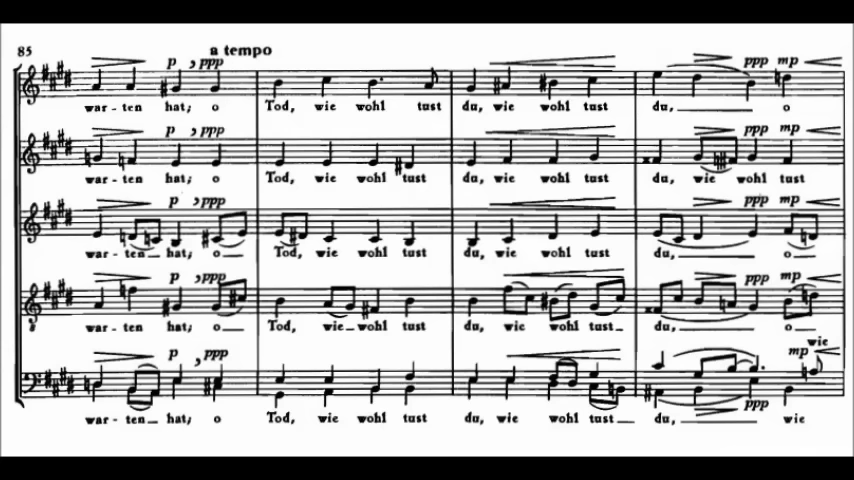 85 a tempo
p , ppp ppp mp
war - ten hat; o Tod, wie wohl tust du, wie wohl tust du, o
p , ppp ppp mp
war - ten hat; o Tod, wie wohl tust du, wie wohl tust du, wie wohl tust
p , ppp ppp mp
war - ten hat; o Tod, wie wohl tust du, wie wohl tust du, o
p , ppp ppp mp
8
war - ten hat; o Tod, wie wohl tust du, wie wohl tust du, o
wie
p , ppp mp
ppp
war - ten hat; o Tod, wie wohl tust du, wie wohl tust du, wie